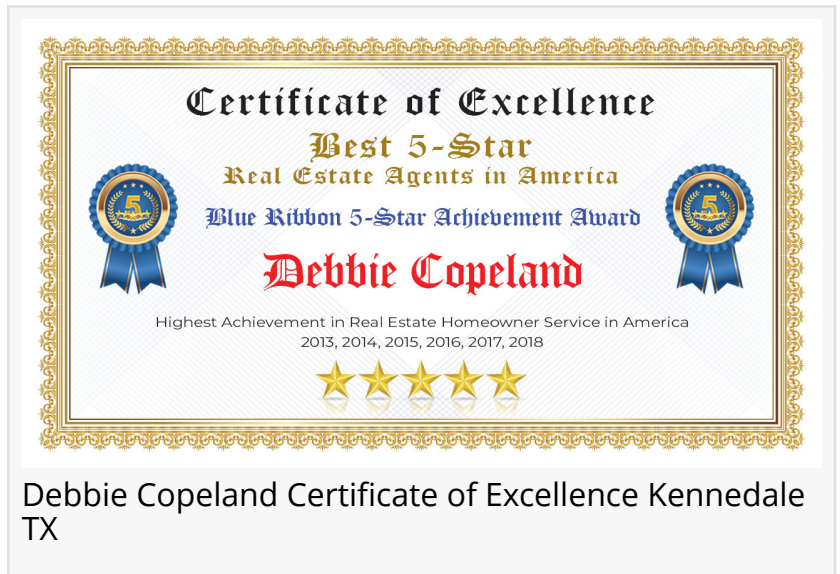 Certificate of Excellence
Best 5-Star
Real Estate Agents in America
Blue Ribbon 5-Star Achievement Award
5
5
Debbie Copeland
Highest Achievement in Real Estate Homeowner Service in America
2013, 2014, 2015, 2016, 2017, 2018
Debbie Copeland Certificate of Excellence Kennedale
TX